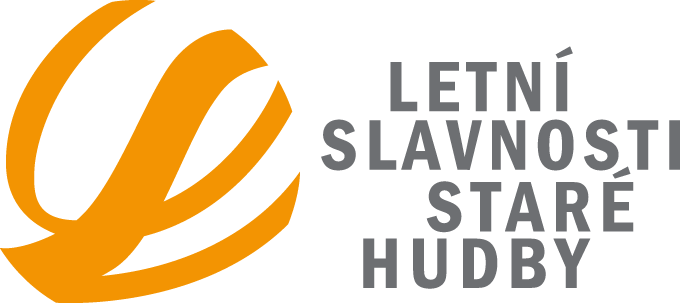 LETNÍ
SLAVNOSTI
STARÉ
HUDBY